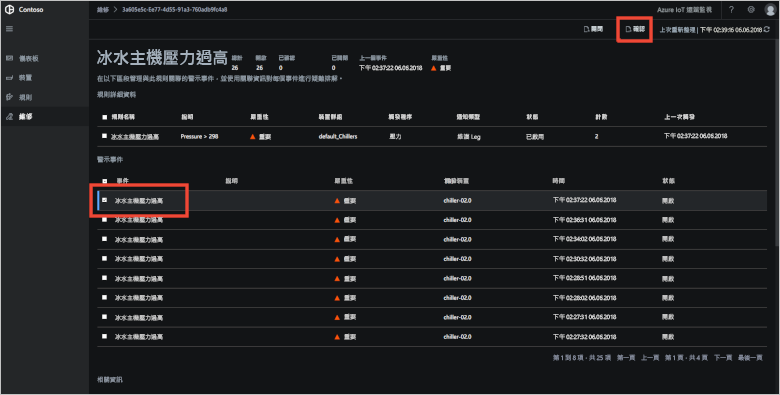 Contoso
維修 > 3a605e5c-5e77-4d55-91a3-760adb9fc4a8
Azure IoT 遠端監視
關閉
確認
上次重新整理 | 下午 02:39:16 06.06.2018
儀表板
裝置
規則
維修
冰水主機壓力過高
總計 開啟 已確認 已關閉 上一個事件 嚴重性
26 26 0 0 下午 02:37:22 06.06.2018 重要
在以下區段管理與此規則關聯的警示事件，並使用關聯資訊對每個事件進行疑難排解。
規則詳細資料
規則名稱 說明 嚴重性 裝置群組 觸發程序 通知類型 狀態 計數 上一次觸發
冰水主機壓力過高 Pressure > 298 重要 default_Chillers 壓力 維護 Log 已啟用 2 下午 02:37:22 06.06.2018
警示事件
事件 說明 嚴重性 觸發裝置 時間 狀態
冰水主機壓力過高 重要 chiller-02.0 下午 02:37:22 06.06.2018 開啟
冰水主機壓力過高 重要 chiller-02.0 下午 02:36:31 06.06.2018 開啟
冰水主機壓力過高 重要 chiller-02.0 下午 02:34:02 06.06.2018 開啟
冰水主機壓力過高 重要 chiller-02.0 下午 02:30:32 06.06.2018 開啟
冰水主機壓力過高 重要 chiller-02.0 下午 02:28:51 06.06.2018 開啟
冰水主機壓力過高 重要 chiller-02.0 下午 02:28:02 06.06.2018 開啟
冰水主機壓力過高 重要 chiller-02.0 下午 02:27:31 06.06.2018 開啟
冰水主機壓力過高 重要 chiller-02.0 下午 02:27:32 06.06.2018 開啟
第 1 到 8 項，共 25 項 第一頁 上一頁 第 1 頁，共 4 頁 下一頁 最後一頁
相關資訊